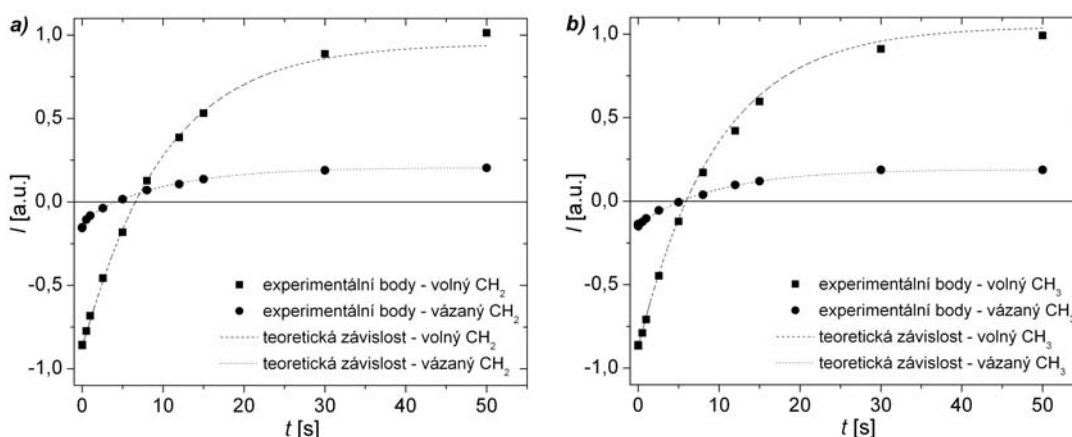 a)
I [a.u.]
1,0
0,5
0,0
-0,5
-1,0
experimentální body - volný CH2
experimentální body - vázaný CH2
teoretická závislost - volný CH2
teoretická závislost - vázaný CH2
0 10 20 30 40 50
t [s]
b)
I [a.u.]
1,0
0,5
0,0
-0,5
-1,0
experimentální body - volný CH3
experimentální body - vázaný CH3
teoretická závislost - volný CH3
teoretická závislost - vázaný CH3
0 10 20 30 40 50
t [s]